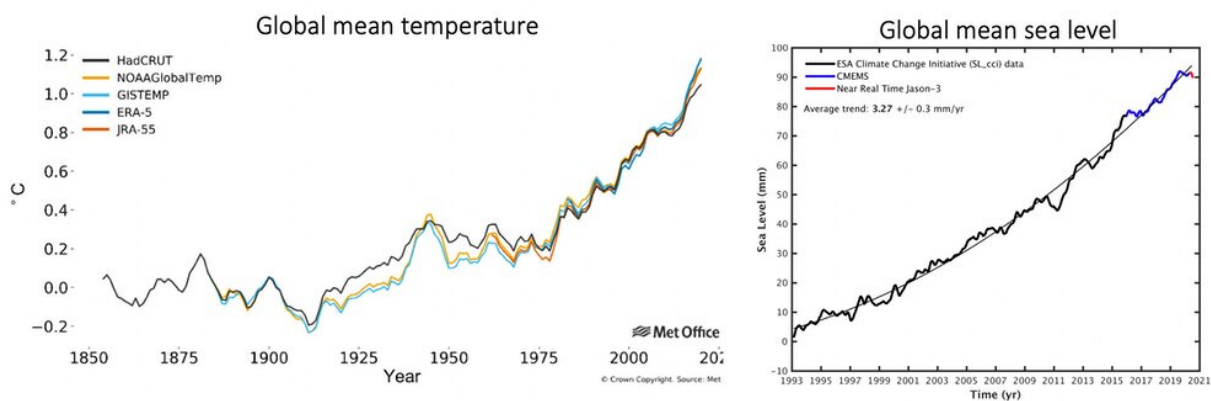 Global mean temperature
HadCRUT
NOAAGlobalTemp
GISTEMP
ERA-5
JRA-55
1.2
1.0
0.8
0.6
0.4
0.2
0.0
−0.2
°C
1850 1875 1900 1925 1950 1975 2000 202
Year
Met Office
© Crown Copyright. Source: Met
Global mean sea level
ESA Climate Change Initiative (SL_cci) data
CMEMS
Near Real Time Jason-3
Average trend: 3.27 +/- 0.3 mm/yr
100
90
80
70
60
50
40
30
20
10
0
-10
Sea Level (mm)
1993 1995 1997 1999 2001 2003 2005 2007 2009 2011 2013 2015 2017 2019 2021
Time (yr)